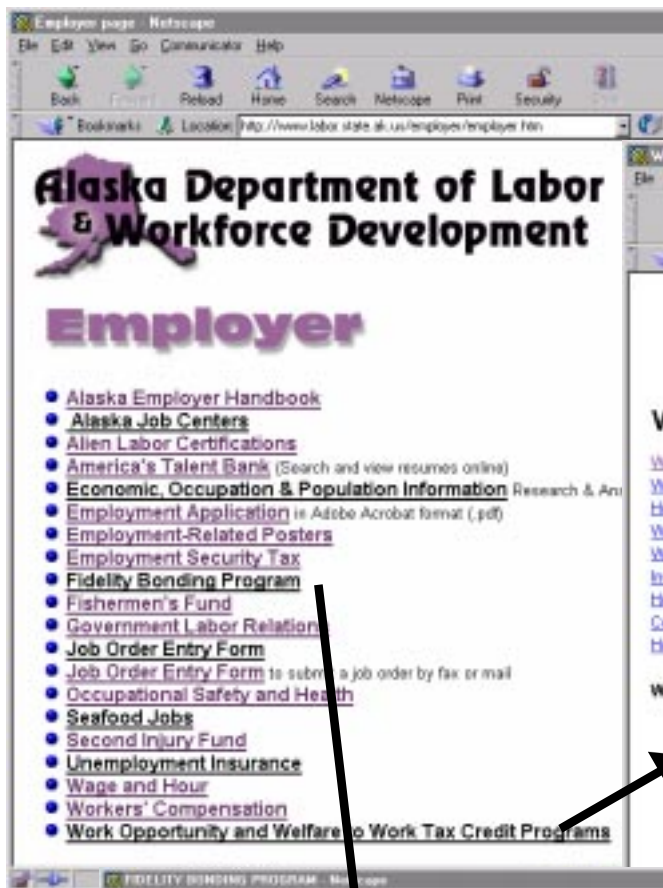 Employer page - Netscape
File Edit View Go Communicator Help
Back Reload Home Search Netscape Print Security
Bookmarks Location: http://www.labor.state.ak.us/employer/employer.htm
Alaska Department of Labor
& Workforce Development
Employer
Alaska Employer Handbook
Alaska Job Centers
Alien Labor Certifications
America's Talent Bank (Search and view resumes online)
Economic, Occupation & Population Information Research & An
Employment Application in Adobe Acrobat format (.pdf)
Employment-Related Posters
Employment Security Tax
Fidelity Bonding Program
Fishermen's Fund
Government Labor Relations
Job Order Entry Form
Job Order Entry Form to submit a job order by fax or mail
Occupational Safety and Health
Seafood Jobs
Second Injury Fund
Unemployment Insurance
Wage and Hour
Workers' Compensation
Work Opportunity and Welfare to Work Tax Credit Programs
FIDELITY BONDING PROGRAM - Netscape